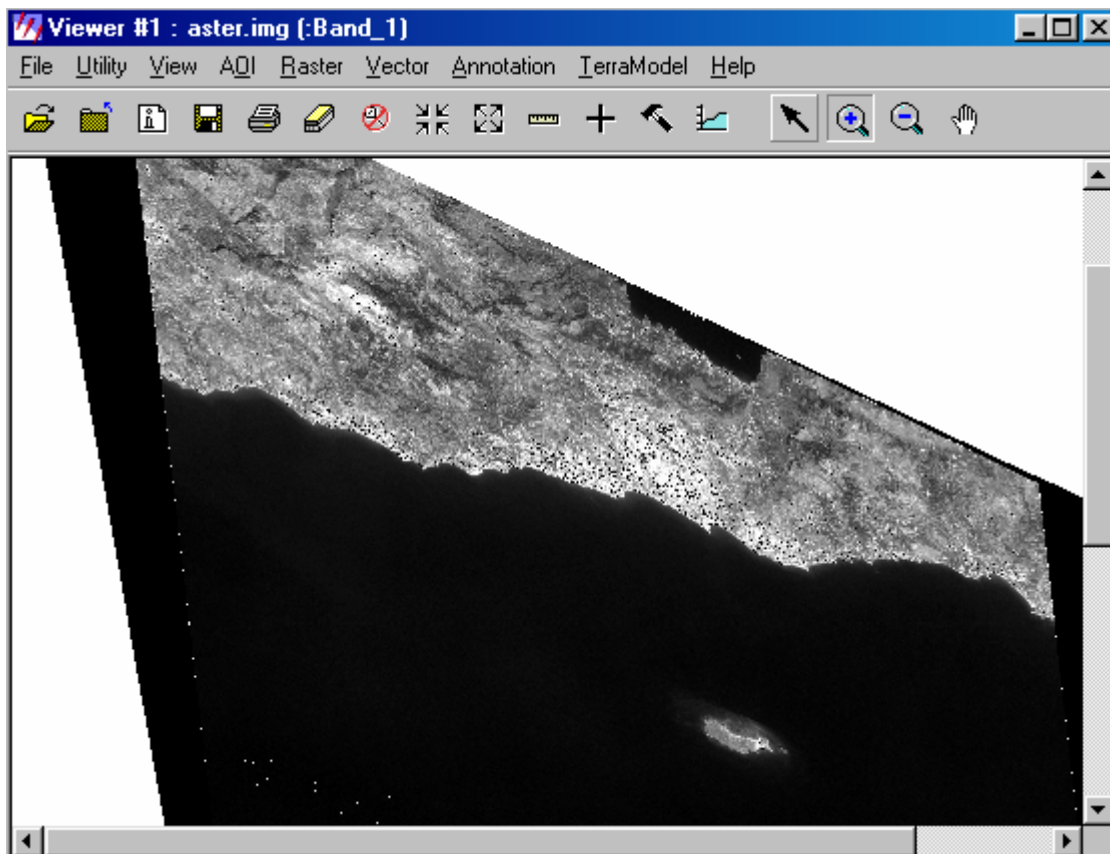 Viewer #1 : aster.img (:Band_1)
File Utility View AOI Raster Vector Annotation TerraModel Help